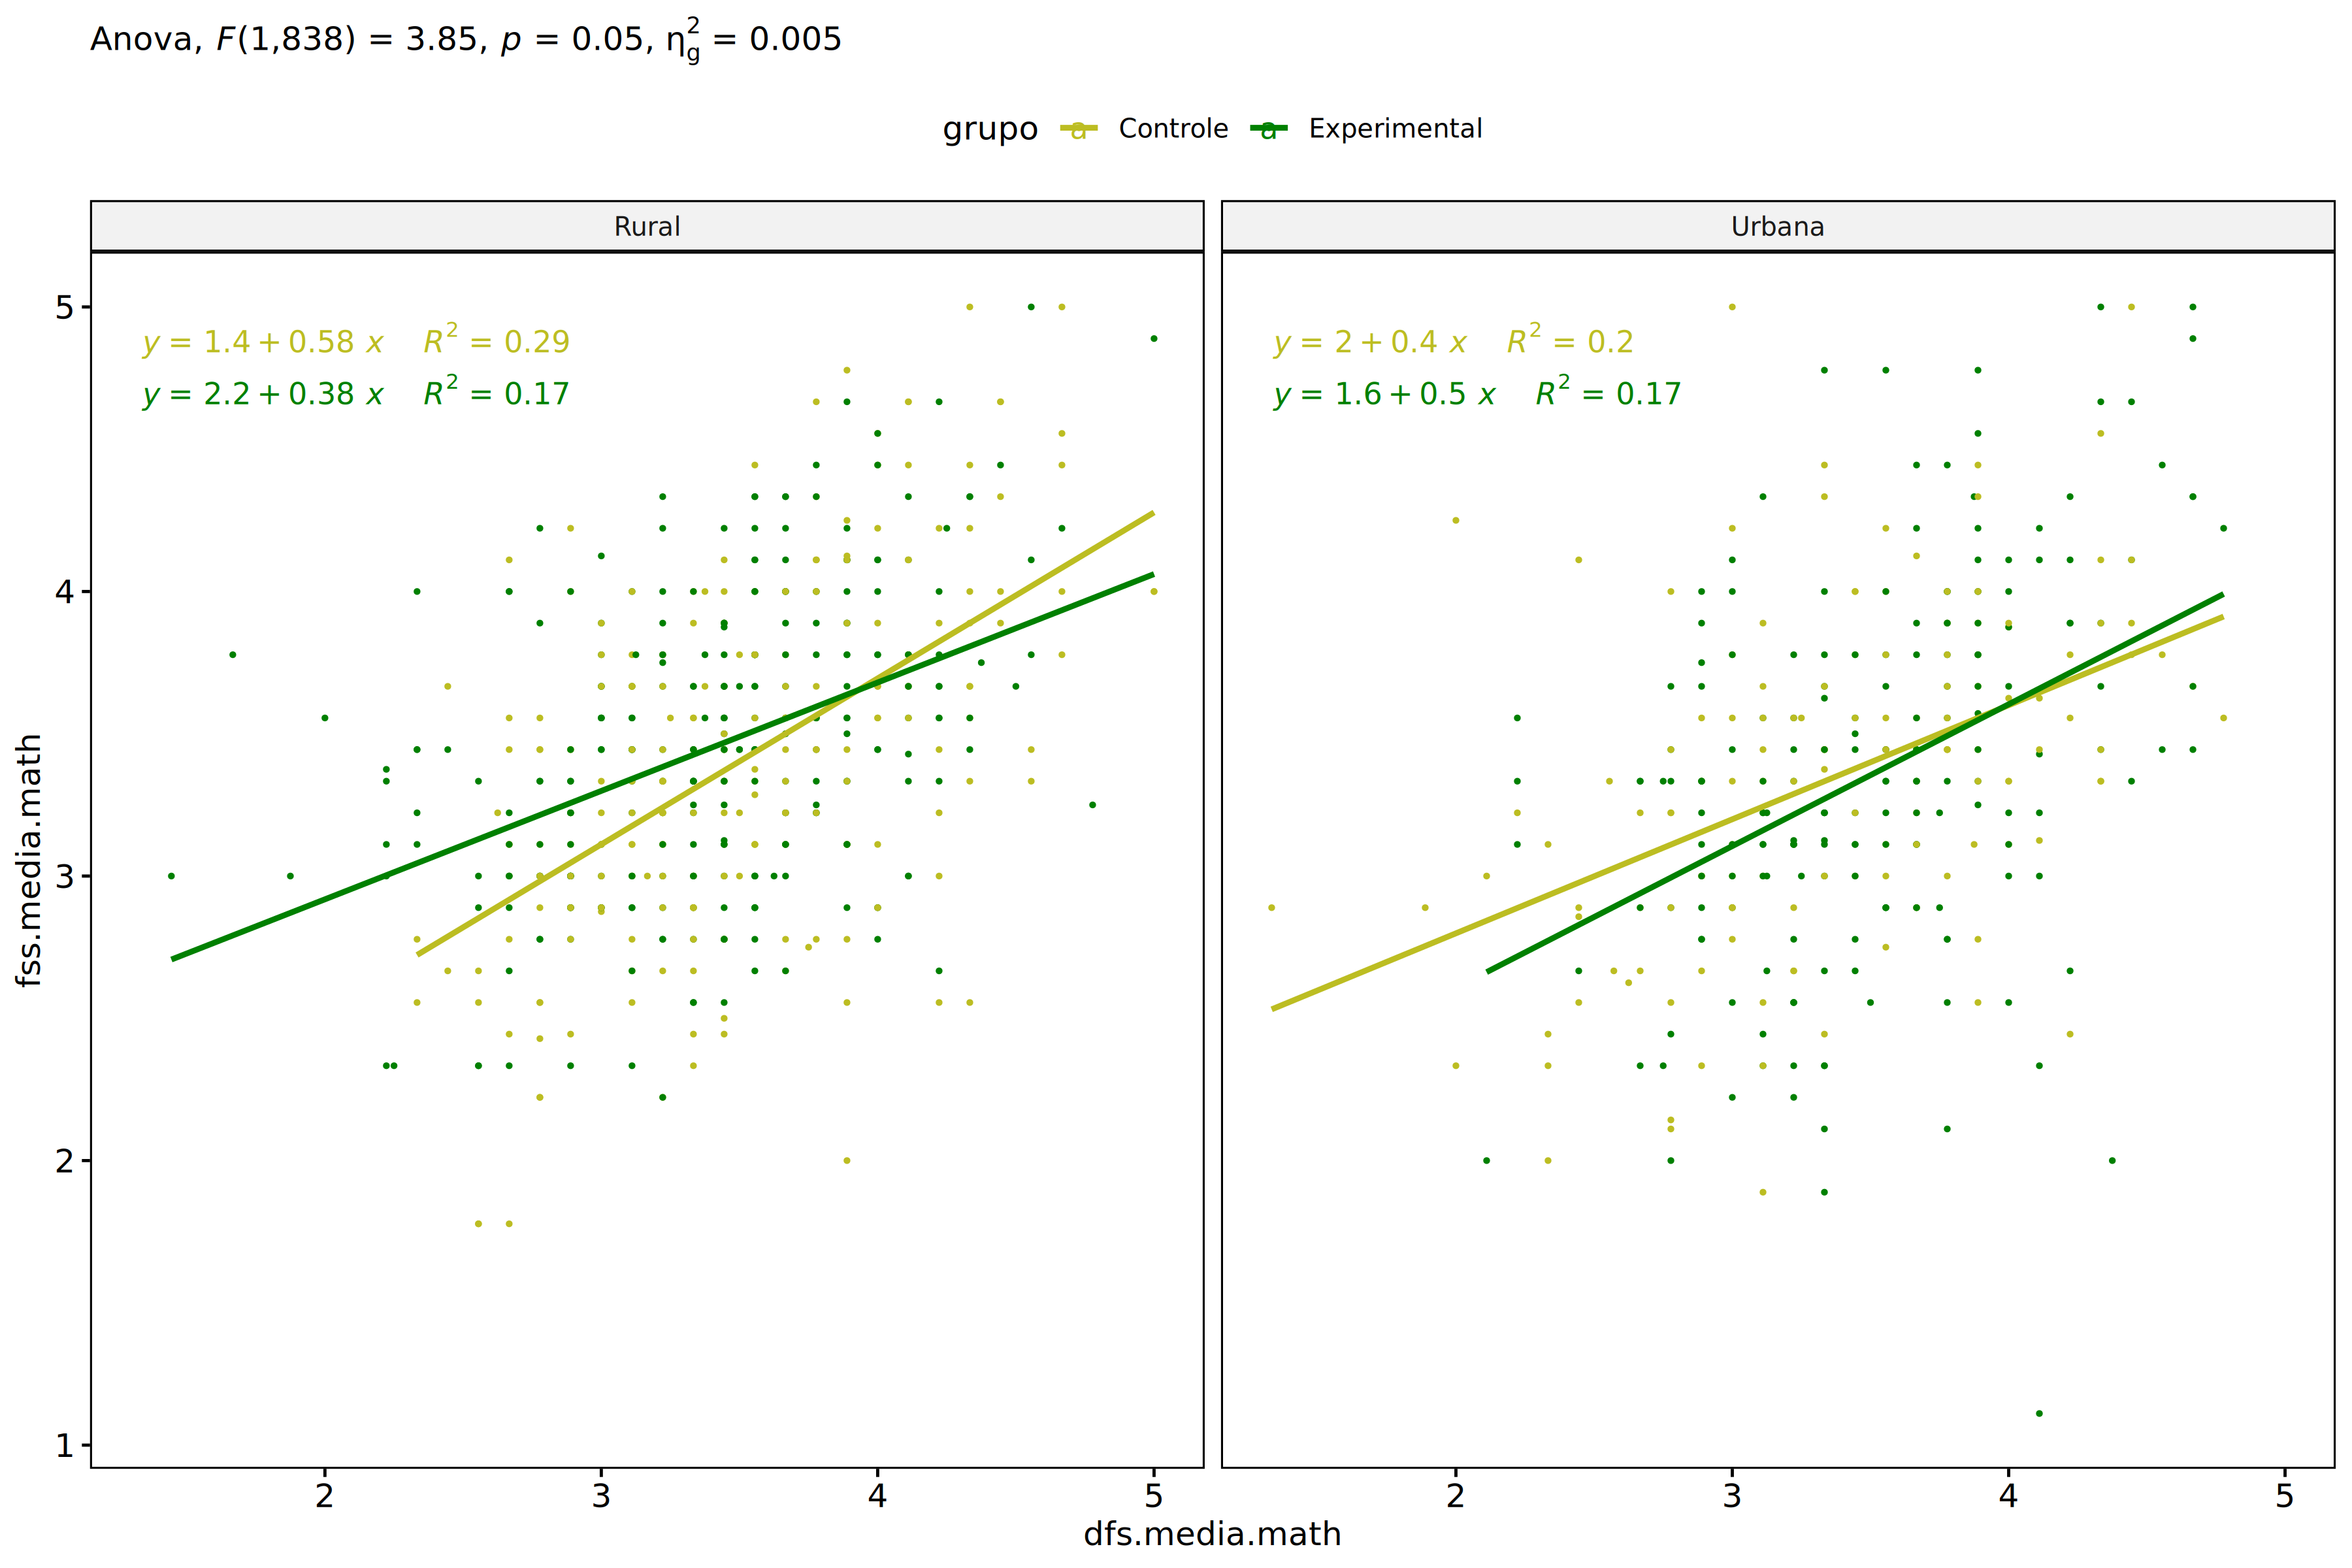 Anova, F(1,838) = 3.85, p = 0.05, η²g = 0.005
grupo a Controle a Experimental
Rural
Urbana
y = 1.4 + 0.58 x R² = 0.29
y = 2.2 + 0.38 x R² = 0.17
y = 2 + 0.4 x R² = 0.2
y = 1.6 + 0.5 x R² = 0.17
fss.media.math
5
4
3
2
1
2 3 4 5
2 3 4 5
dfs.media.math